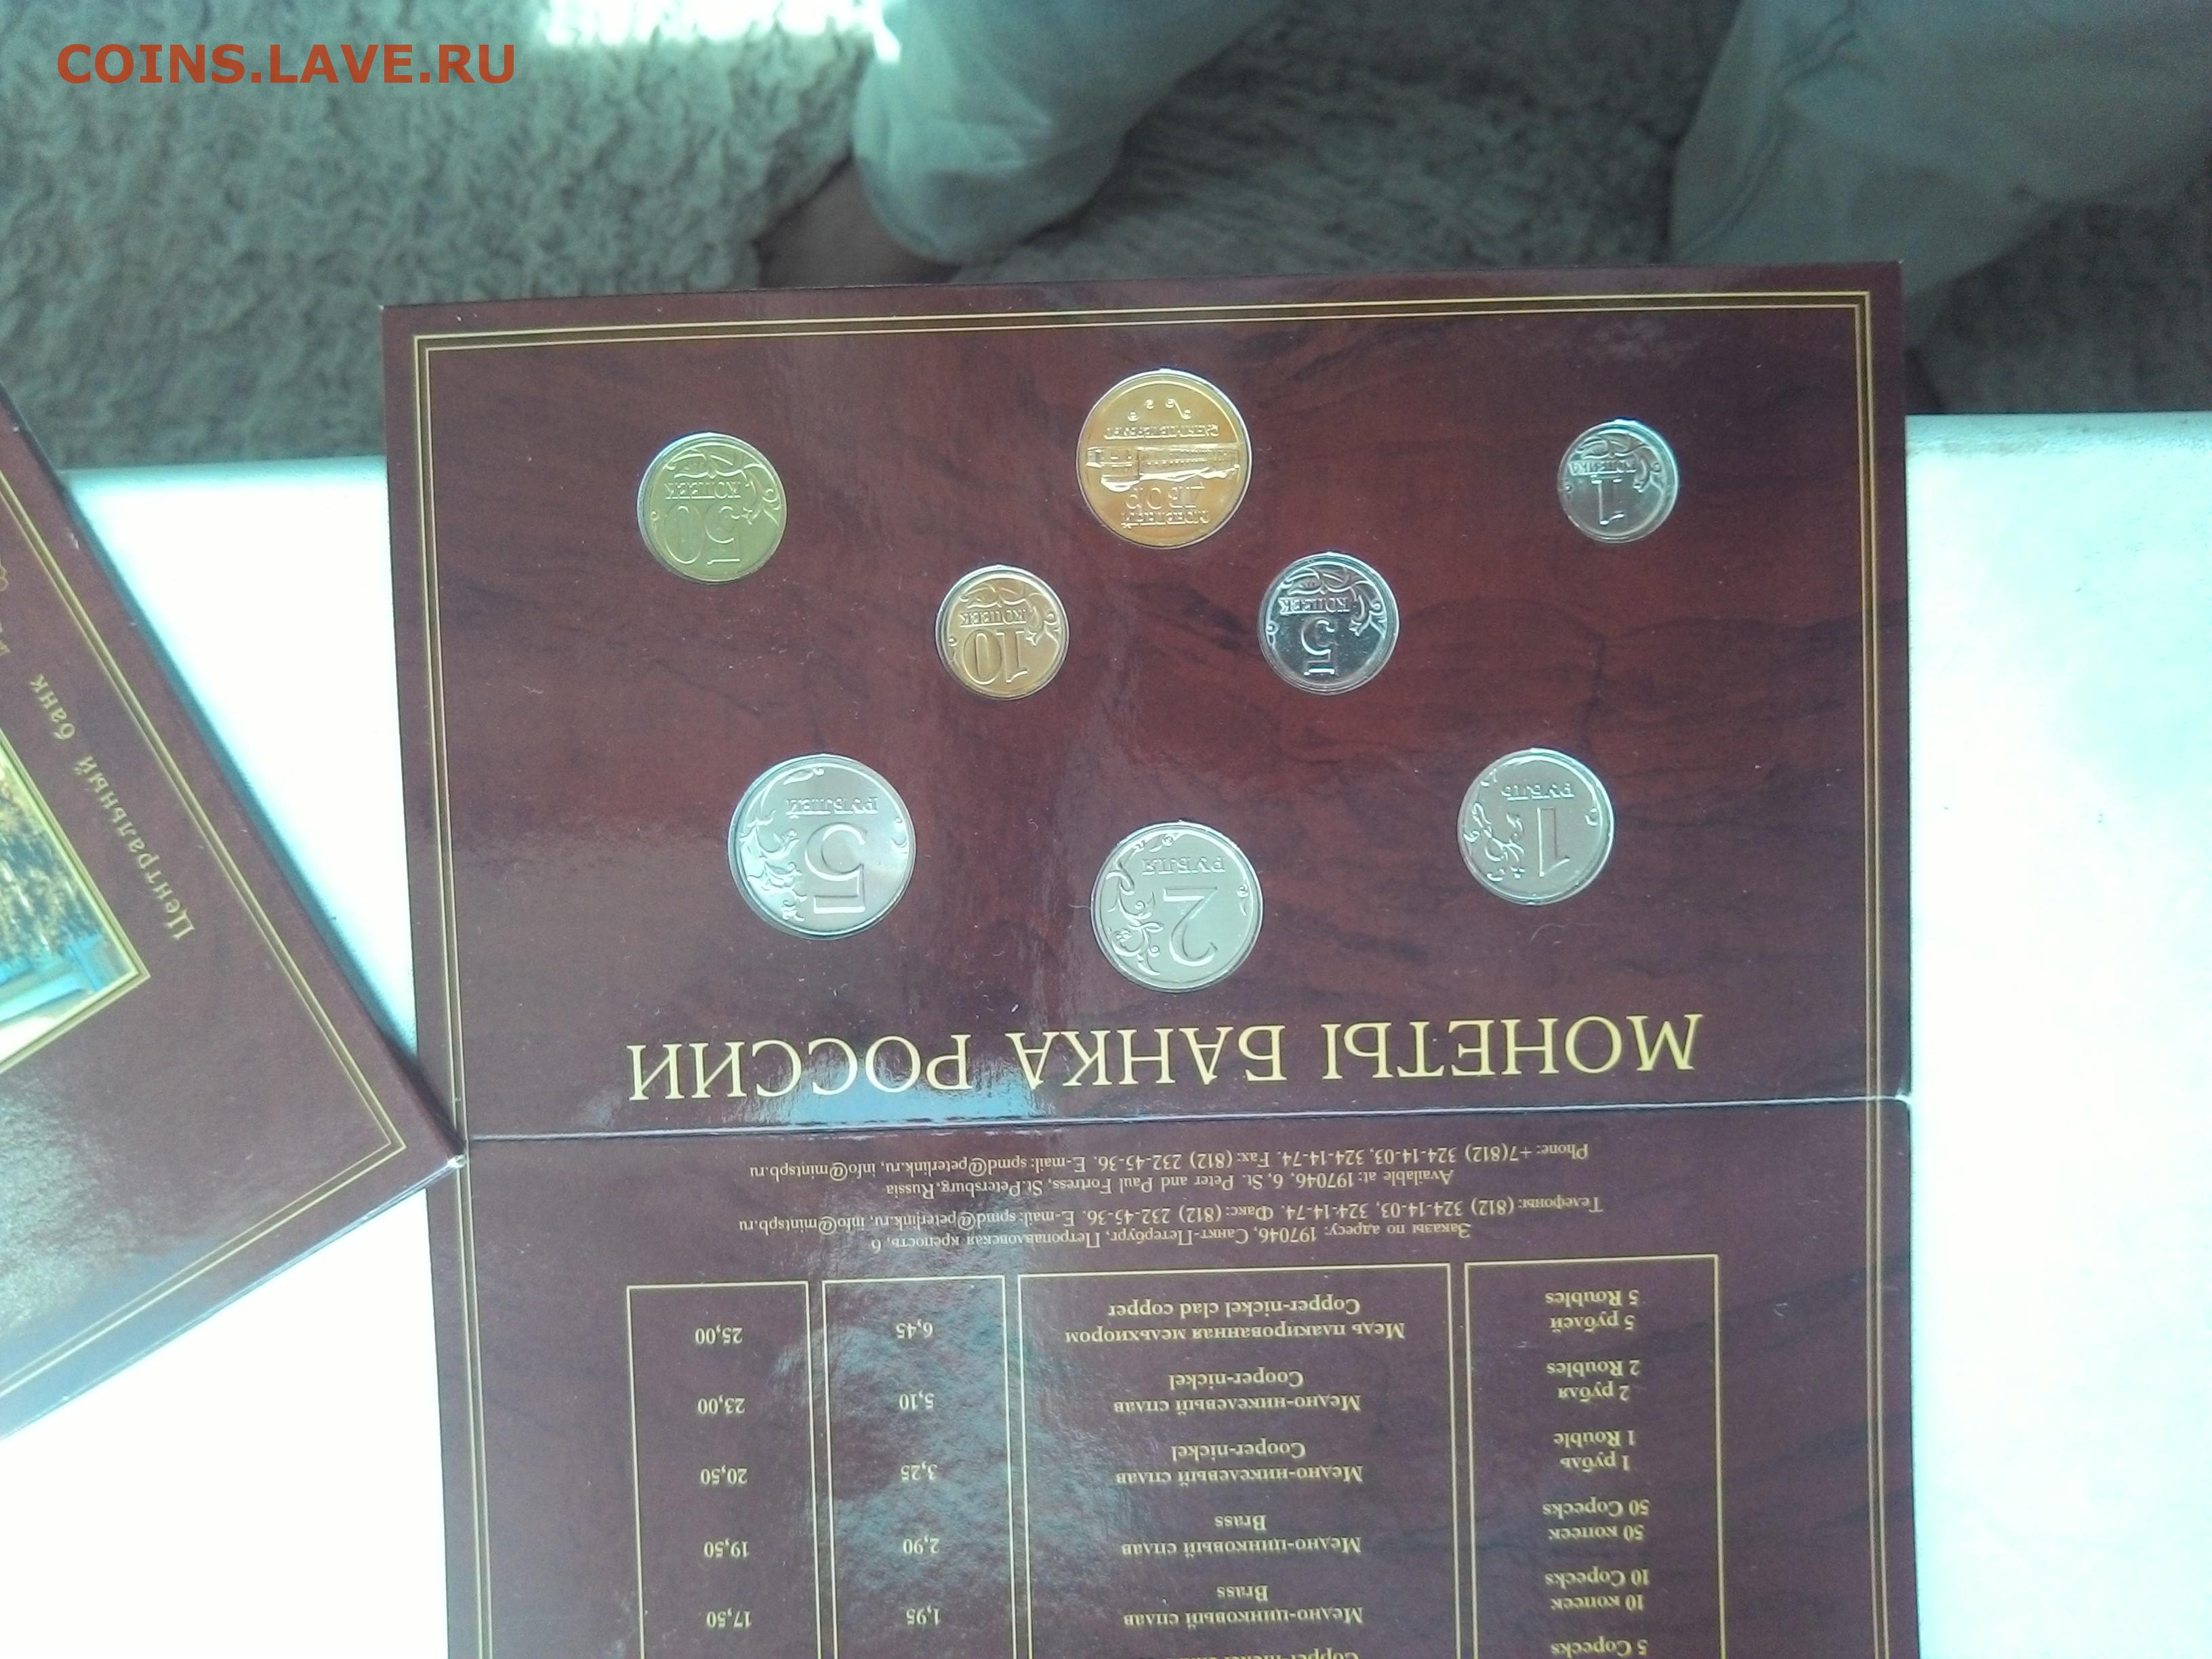 COINS.LAVE.RU
Центральный банк
5 Copecks
10 копеек Медно-цинковый сплав 1,95 17,50
10 Copecks Brass
50 копеек Медно-цинковый сплав 2,90 19,50
50 Copecks Brass
1 рубль Медно-никелевый сплав 3,25 20,50
1 Rouble Cooper-nickel
2 рубля Медно-никелевый сплав 5,10 23,00
2 Roubles Cooper-nickel
5 рублей Медь плакированная мельхиором 6,45 25,00
5 Roubles Copper-nickel clad copper
Заказы по адресу: 197046, Санкт-Петербург, Петропавловская крепость, 6
Телефоны: (812) 324-14-03, 324-14-74. Факс: (812) 232-45-36. E-mail: spmd@peterlink.ru, info@mintspb.ru
Available at: 197046, 6, St. Peter and Paul Fortress, St.Petersburg,Russia
Phone: +7(812) 324-14-03, 324-14-74. Fax: (812) 232-45-36. E-mail: spmd@peterlink.ru, info@mintspb.ru
МОНЕТЫ БАНКА РОССИИ
1
РУБЛЬ
2
РУБЛЯ
5
РУБЛЕЙ
5
КОПЕЕК
10
КОПЕЕК
1
КОПЕЙКА
МОНЕТНЫЙ
ДВОР
САНКТ-ПЕТЕРБУРГ
50
КОПЕЕК